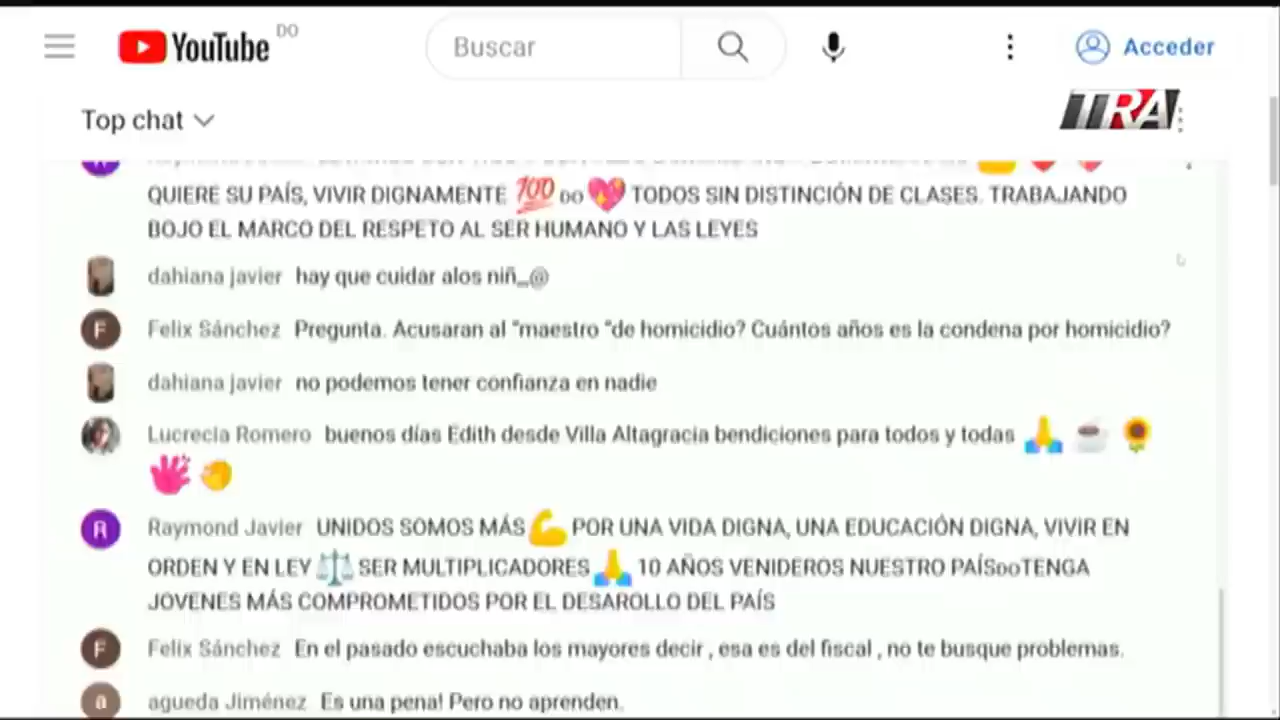 YouTube DO
Buscar
Acceder
Top chat
TRA
QUIERE SU PAÍS, VIVIR DIGNAMENTE 💯 DO 💖 TODOS SIN DISTINCIÓN DE CLASES. TRABAJANDO
BOJO EL MARCO DEL RESPETO AL SER HUMANO Y LAS LEYES
dahiana javier hay que cuidar alos niñ,,,@
Felix Sánchez Pregunta. Acusaran al "maestro "de homicidio? Cuántos años es la condena por homicidio?
dahiana javier no podemos tener confianza en nadie
Lucrecia Romero buenos días Edith desde Villa Altagracia bendiciones para todos y todas 🙏 ☕ 🌻
R
Raymond Javier UNIDOS SOMOS MÁS 💪 POR UNA VIDA DIGNA, UNA EDUCACIÓN DIGNA, VIVIR EN
ORDEN Y EN LEY ⚖️ SER MULTIPLICADORES 🙏 10 AÑOS VENIDEROS NUESTRO PAÍSDOTENGA
JOVENES MÁS COMPROMETIDOS POR EL DESAROLLO DEL PAÍS
F
Felix Sánchez En el pasado escuchaba los mayores decir , esa es del fiscal , no te busque problemas.
a
agueda Jiménez Es una pena! Pero no aprenden.